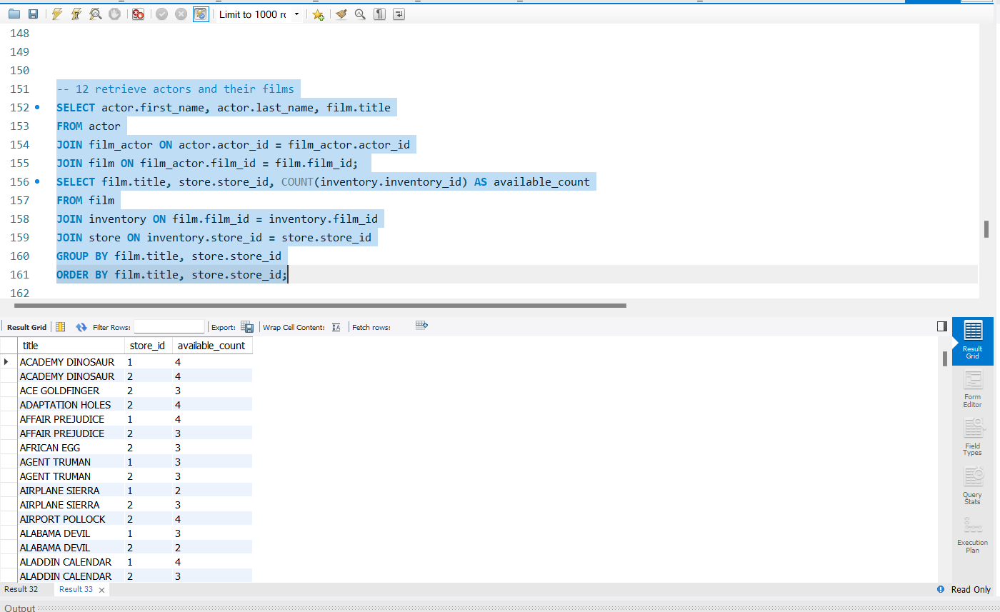 Limit to 1000 rc
148
149
150
151 -- 12 retrieve actors and their films
152 SELECT actor.first_name, actor.last_name, film.title
153 FROM actor
154 JOIN film_actor ON actor.actor_id = film_actor.actor_id
155 JOIN film ON film_actor.film_id = film.film_id;
156 SELECT film.title, store.store_id, COUNT(inventory.inventory_id) AS available_count
157 FROM film
158 JOIN inventory ON film.film_id = inventory.film_id
159 JOIN store ON inventory.store_id = store.store_id
160 GROUP BY film.title, store.store_id
161 ORDER BY film.title, store.store_id;
162
Result Grid Filter Rows: Export: Wrap Cell Content: Fetch rows:
title store_id available_count
ACADEMY DINOSAUR 1 4
ACADEMY DINOSAUR 2 4
ACE GOLDFINGER 2 3
ADAPTATION HOLES 2 4
AFFAIR PREJUDICE 1 4
AFFAIR PREJUDICE 2 3
AFRICAN EGG 2 3
AGENT TRUMAN 1 3
AGENT TRUMAN 2 3
AIRPLANE SIERRA 1 2
AIRPLANE SIERRA 2 3
AIRPORT POLLOCK 2 4
ALABAMA DEVIL 1 3
ALABAMA DEVIL 2 2
ALADDIN CALENDAR 1 4
ALADDIN CALENDAR 2 3
Result
Grid
Form
Editor
Field
Types
Query
Stats
Execution
Plan
Result 32 Result 33 Read Only
Output